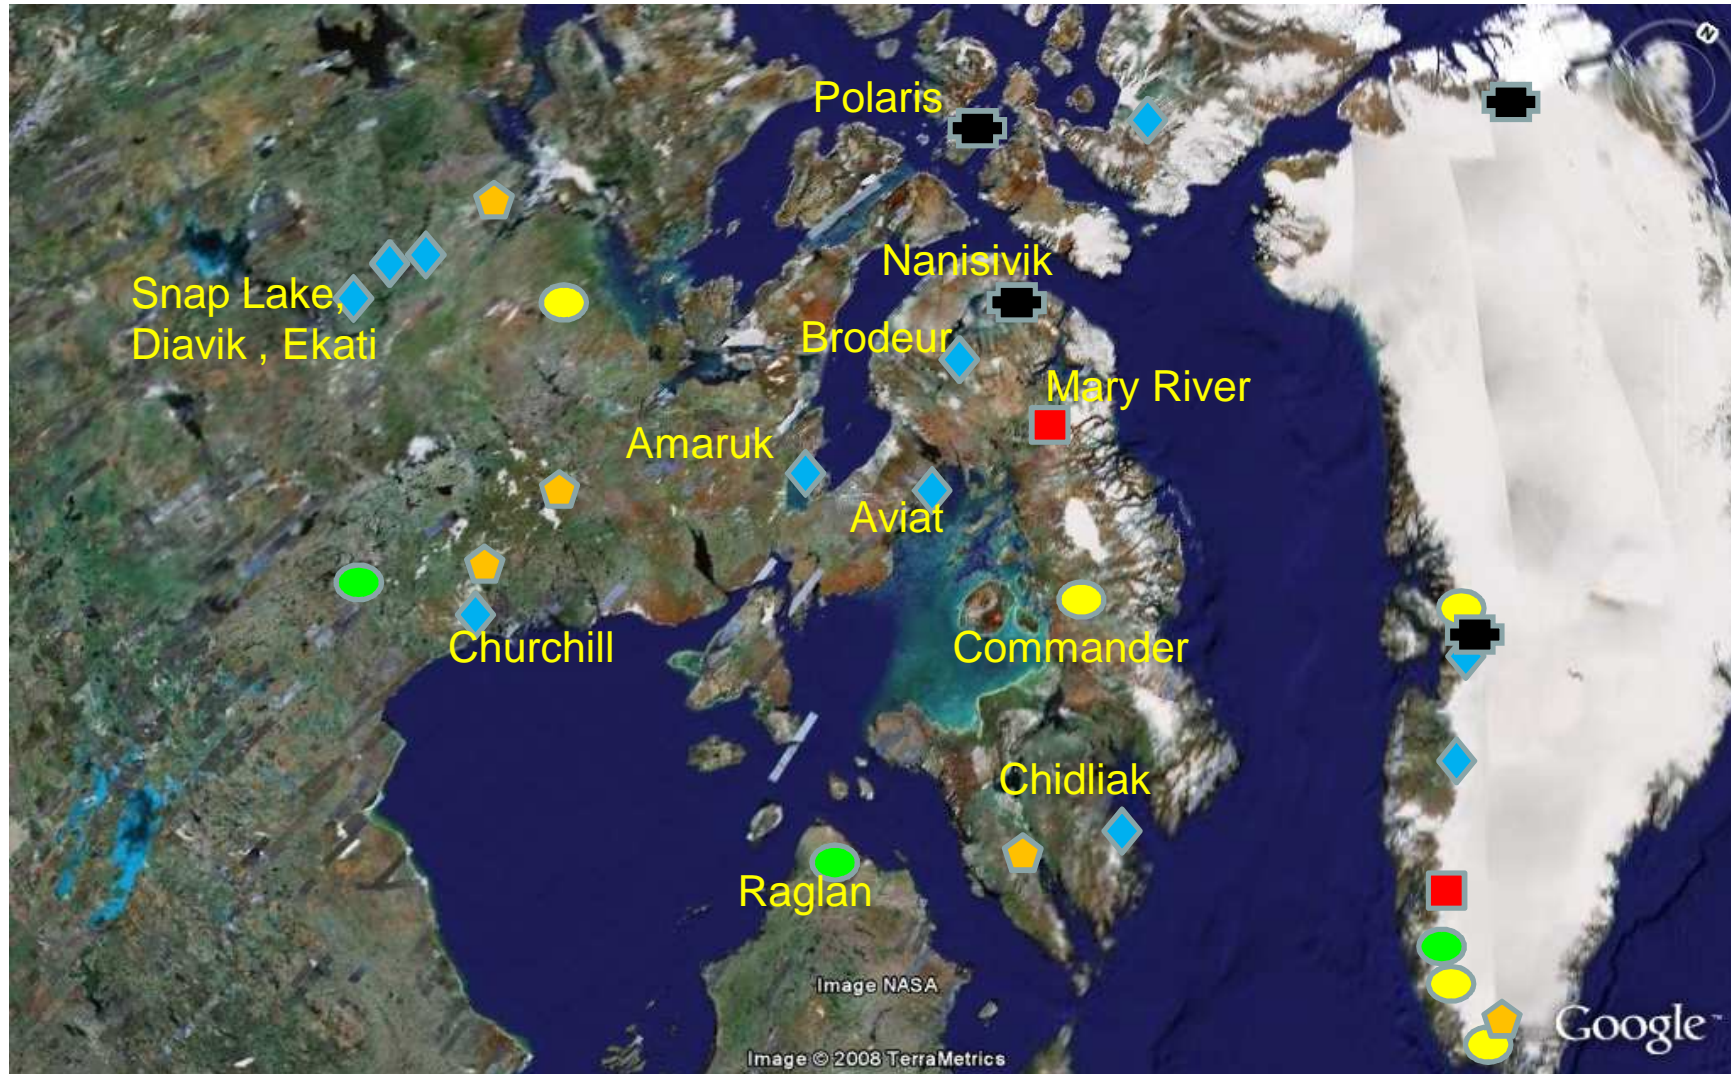 N
Polaris
Nanisivik
Snap Lake,
Diavik , Ekati
Brodeur
Mary River
Amaruk
Aviat
Churchill
Commander
Chidliak
Raglan
Image NASA
Google™
Image © 2008 TerraMetrics